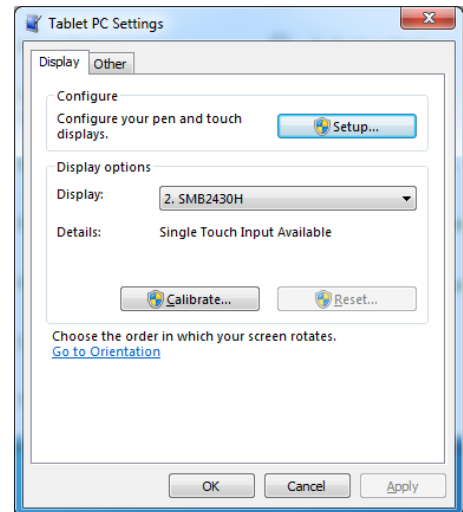 Tablet PC Settings
Display Other
Configure
Configure your pen and touch
displays.
Setup...
Display options
Display: 2. SMB2430H
Details: Single Touch Input Available
Calibrate... Reset...
Choose the order in which your screen rotates.
Go to Orientation
OK Cancel Apply